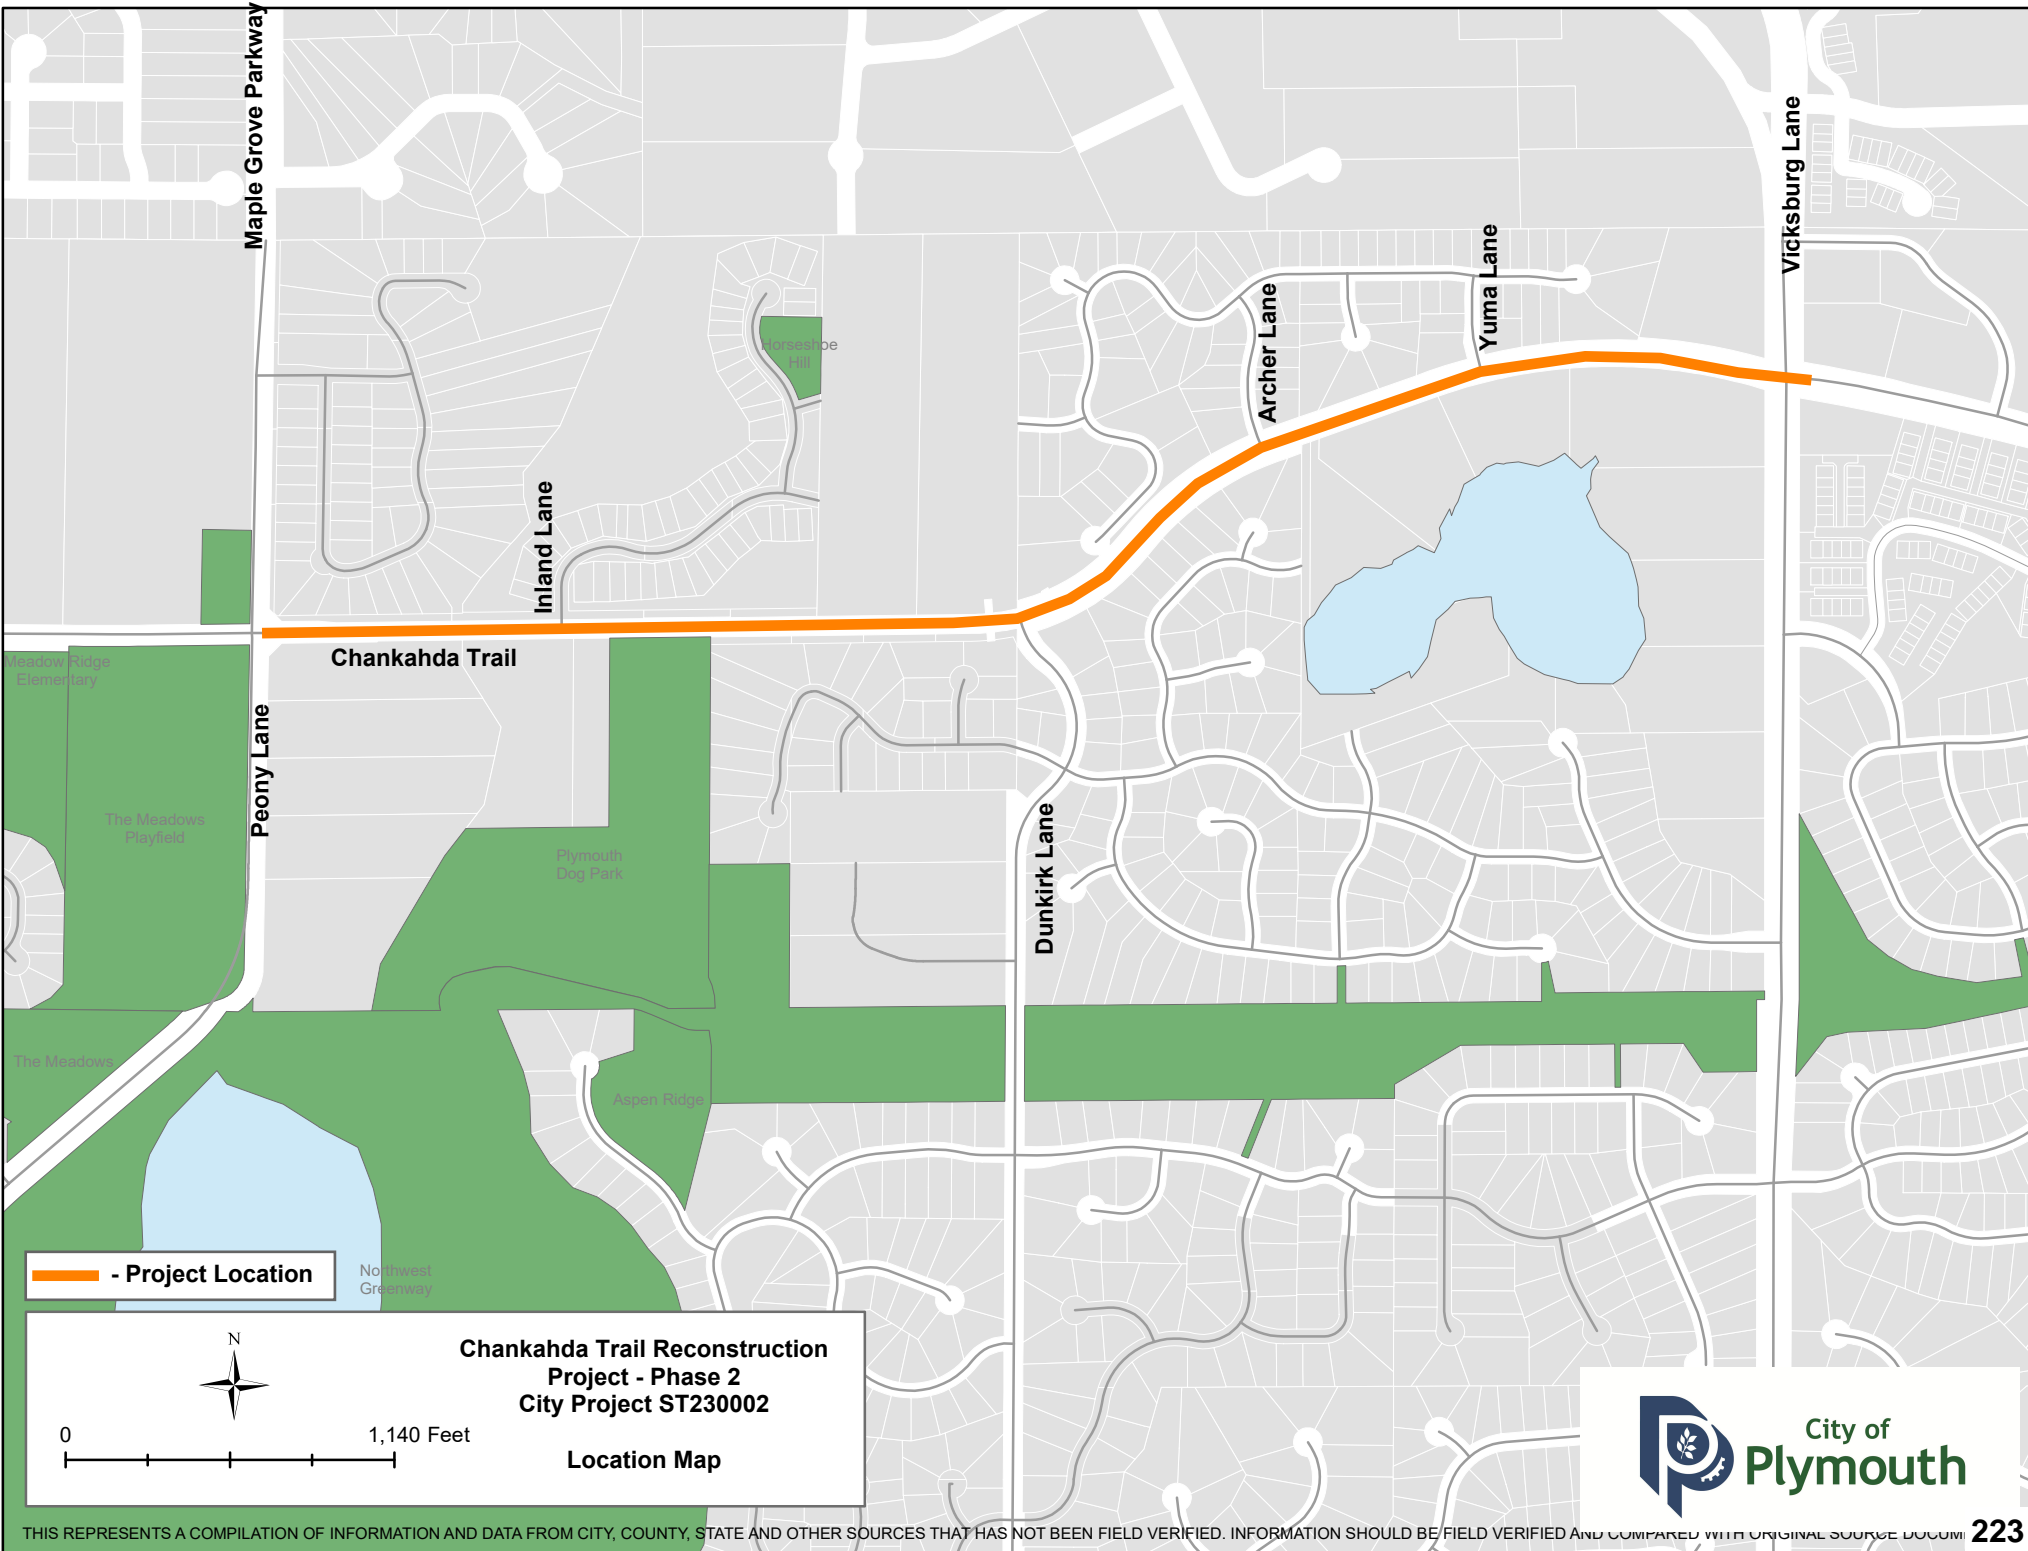 Maple Grove Parkway
Vicksburg Lane
Yuma Lane
Archer Lane
Horseshoe
Hill
Inland Lane
Chankahda Trail
Meadow Ridge
Elementary
Peony Lane
The Meadows
Playfield
Plymouth
Dog Park
Dunkirk Lane
The Meadows
Aspen Ridge
- Project Location
Northwest
Greenway
N
Chankahda Trail Reconstruction
Project - Phase 2
City Project ST230002
0
1,140 Feet
Location Map
City of
Plymouth
THIS REPRESENTS A COMPILATION OF INFORMATION AND DATA FROM CITY, COUNTY, STATE AND OTHER SOURCES THAT HAS NOT BEEN FIELD VERIFIED. INFORMATION SHOULD BE FIELD VERIFIED AND COMPARED WITH ORIGINAL SOURCE
223